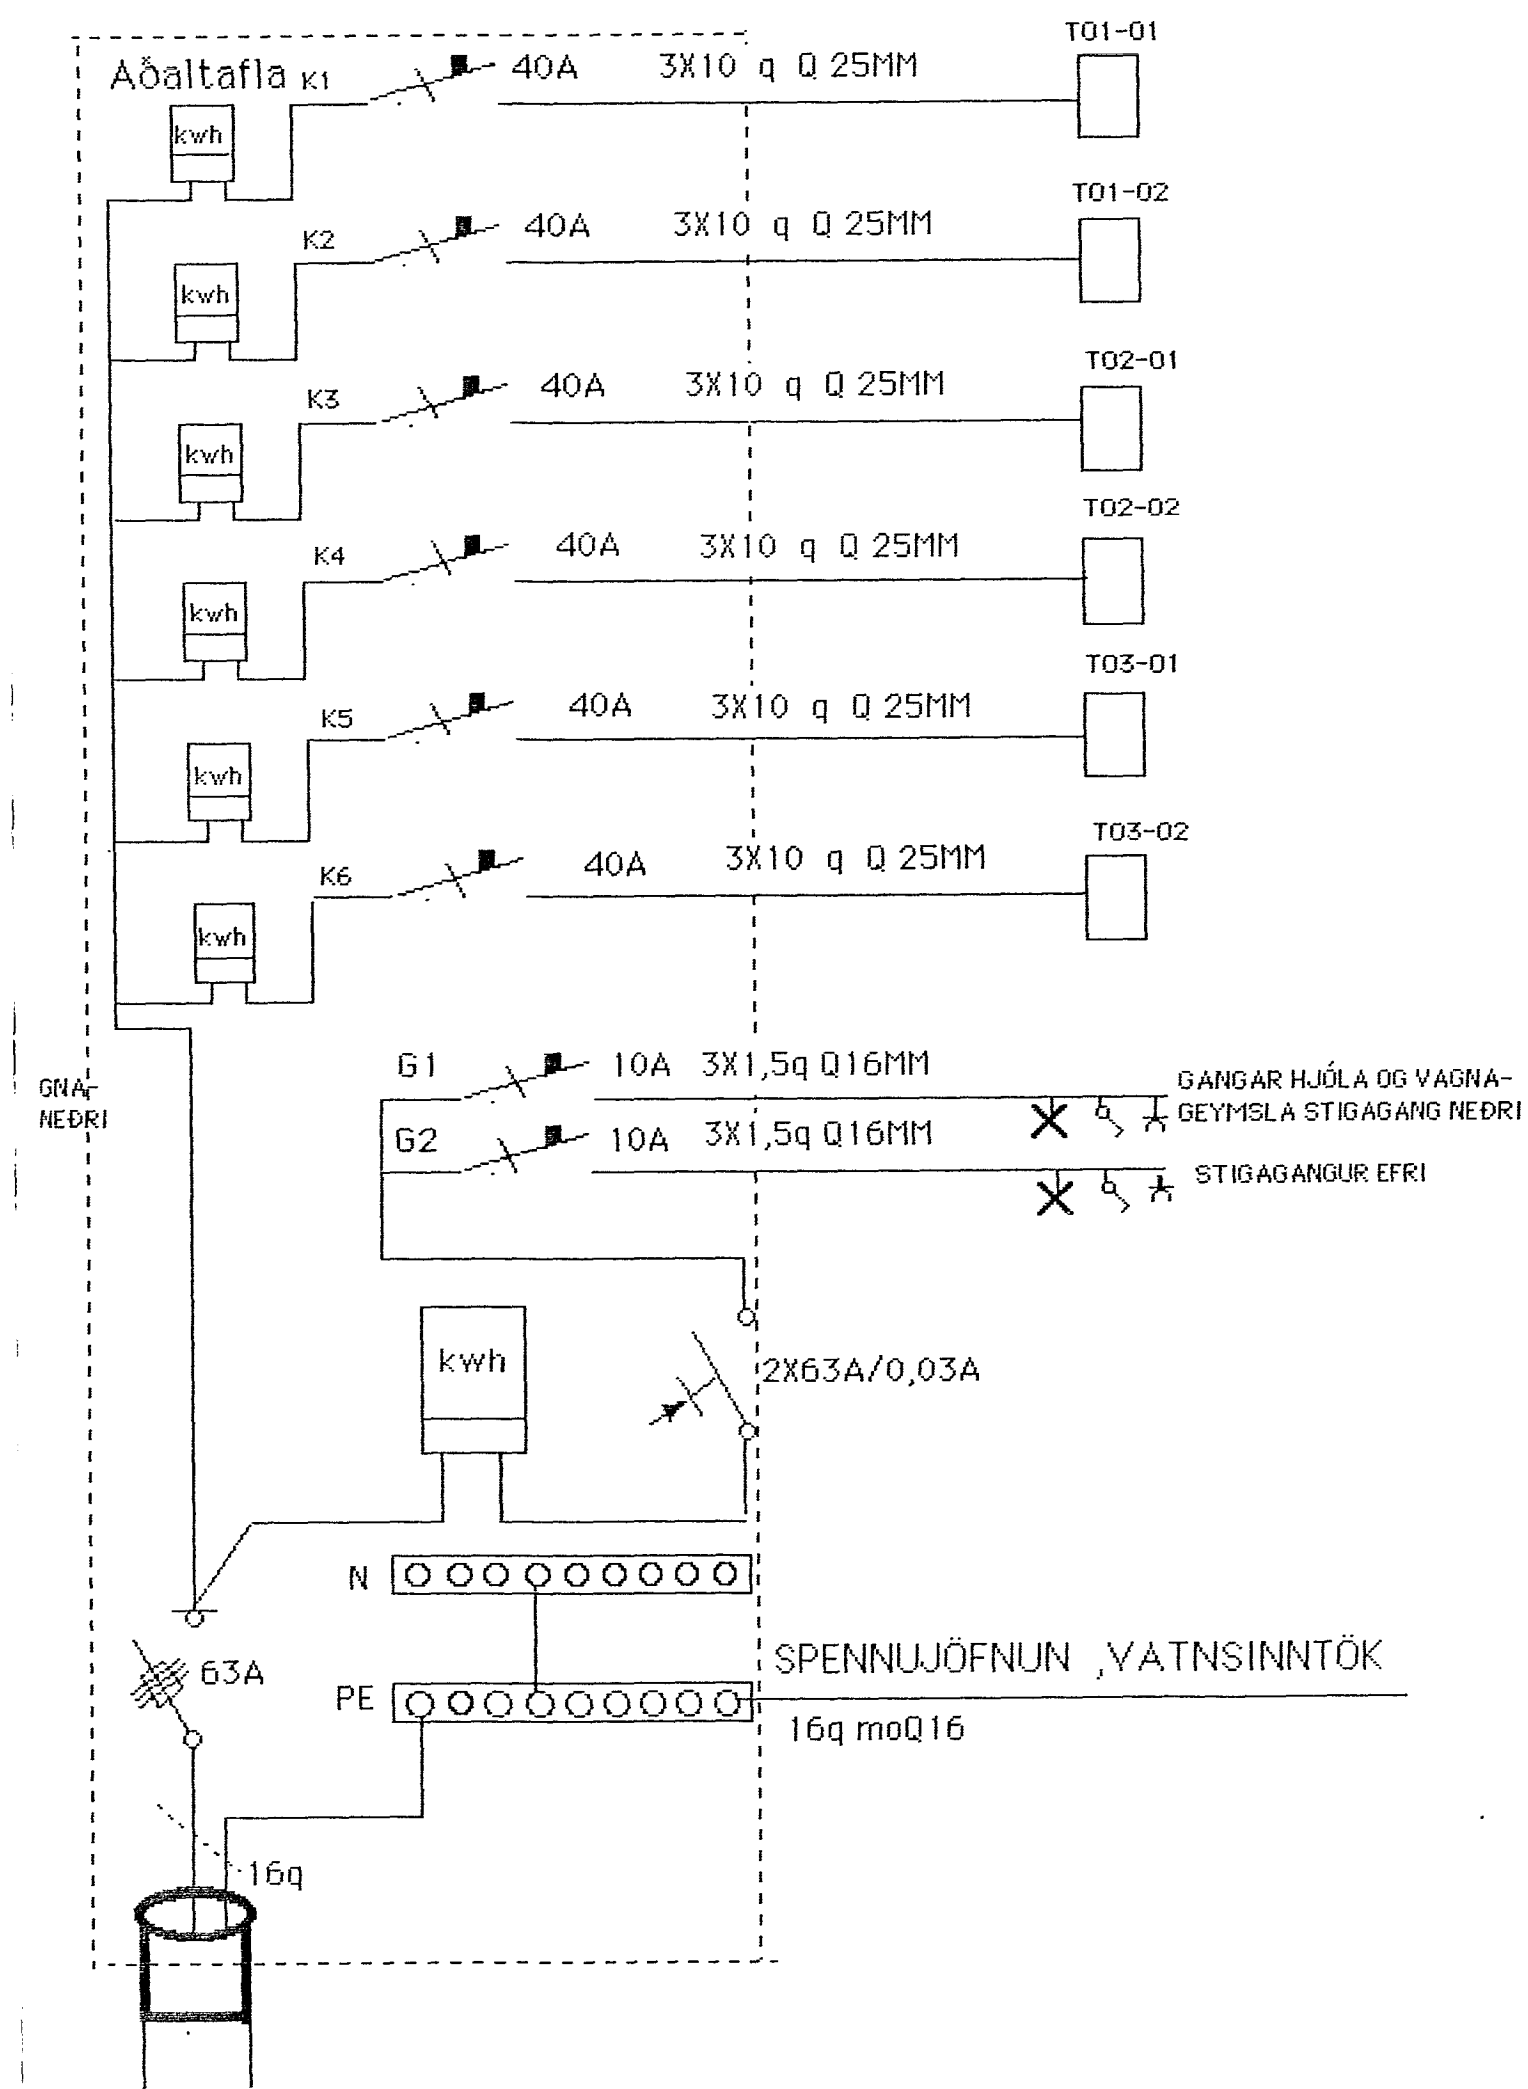 T01-01
Aðaltafla K1 40A 3X10 q Q 25MM
kwh
T01-02
K2 40A 3X10 q Q 25MM
kwh
T02-01
K3 40A 3X10 q Q 25MM
kwh
T02-02
K4 40A 3X10 q Q 25MM
kwh
T03-01
K5 40A 3X10 q Q 25MM
kwh
T03-02
K6 40A 3X10 q Q 25MM
kwh
G1 10A 3X1,5q Q16MM
GANGAR HJÓLA OG VAGNA-
GEYMSLA STIGAGANG NEÐRI
GNA-
NEÐRI
G2 10A 3X1,5q Q16MM
STIGAGANGUR EFRI
kwh
2X63A/0,03A
N
SPENNUJÖFNUN ,VATNSINNTÖK
63A
PE
16q moQ16
16q